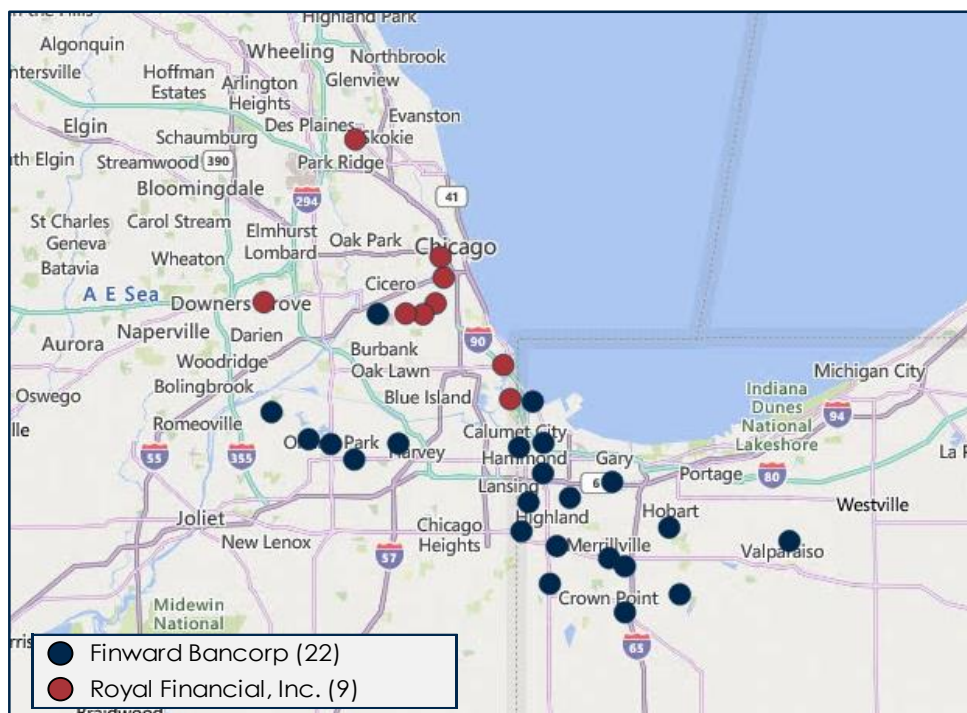 Highland Park
Algonquin
Wheeling
Northbrook
Hoffman
Estates
Arlington
Heights
Glenview
Evanston
Elgin
Schaumburg
Des Plaines
Skokie
Streamwood
390
Park Ridge
Bloomingdale
294
41
St Charles
Carol Stream
Elmhurst
Oak Park
Chicago
Geneva
Lombard
Batavia
Wheaton
Cicero
A E Sea
Downers Grove
Naperville
Darien
Aurora
Woodridge
Burbank
90
Oak Lawn
Michigan City
Oswego
Bolingbrook
Blue Island
Indiana
Dunes
National
Lakeshore
94
Romeoville
Calumet City
55
355
Park
Harvey
Hammond
Gary
Portage
80
Lansing
6
Westville
Joliet
Highland
Hobart
New Lenox
Chicago
Heights
57
Merrillville
Valparaiso
Midewin
National
Crown Point
65
Finward Bancorp (22)
Royal Financial, Inc. (9)